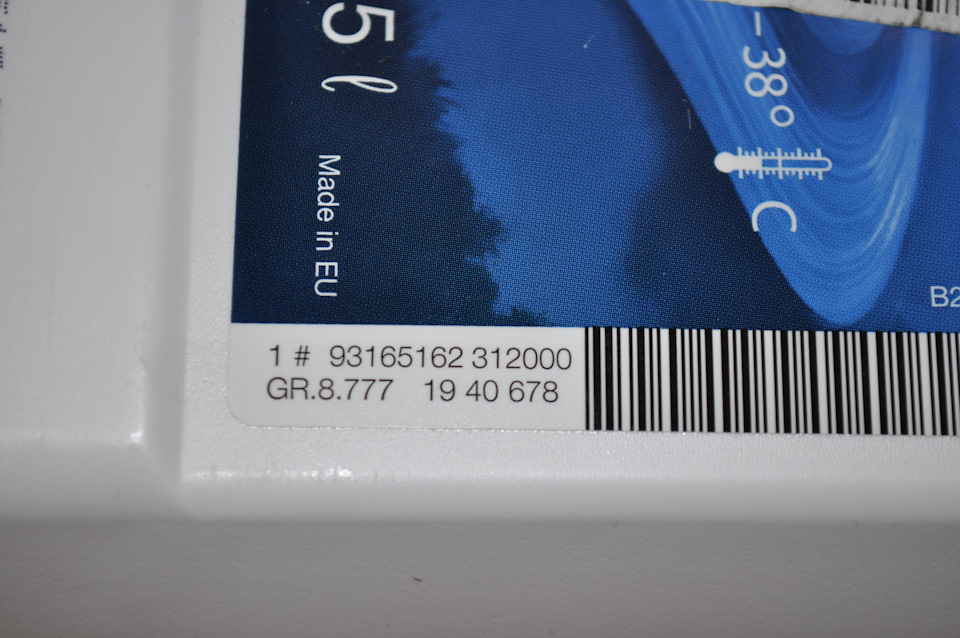 5 ℓ
Made in EU
-38° C
B2
1 # 93165162 312000
GR.8.777 19 40 678